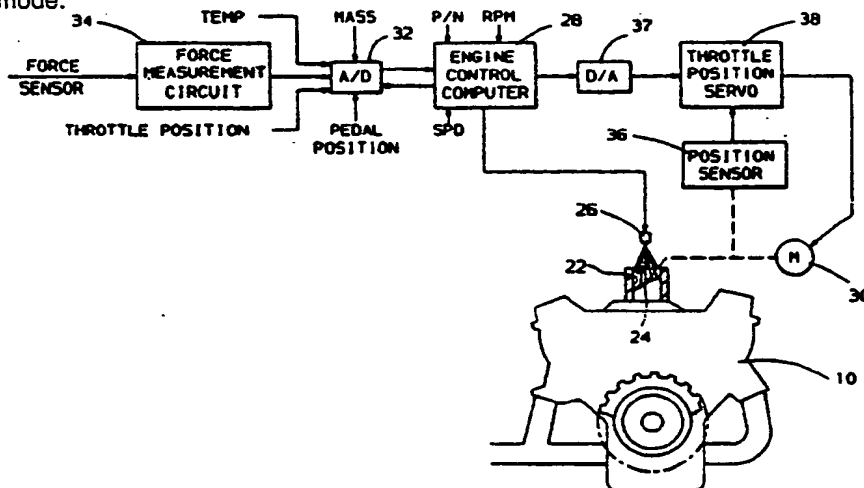 mode.
34
TEMP
MASS
32
P/N
RPM
28
37
38
FORCE
SENSOR
FORCE
MEASUREMENT
CIRCUIT
A/D
ENGINE
CONTROL
COMPUTER
D/A
THROTTLE
POSITION
SERVO
THROTTLE POSITION
PEDAL
POSITION
SPD
36
POSITION
SENSOR
26
22
M
24
10